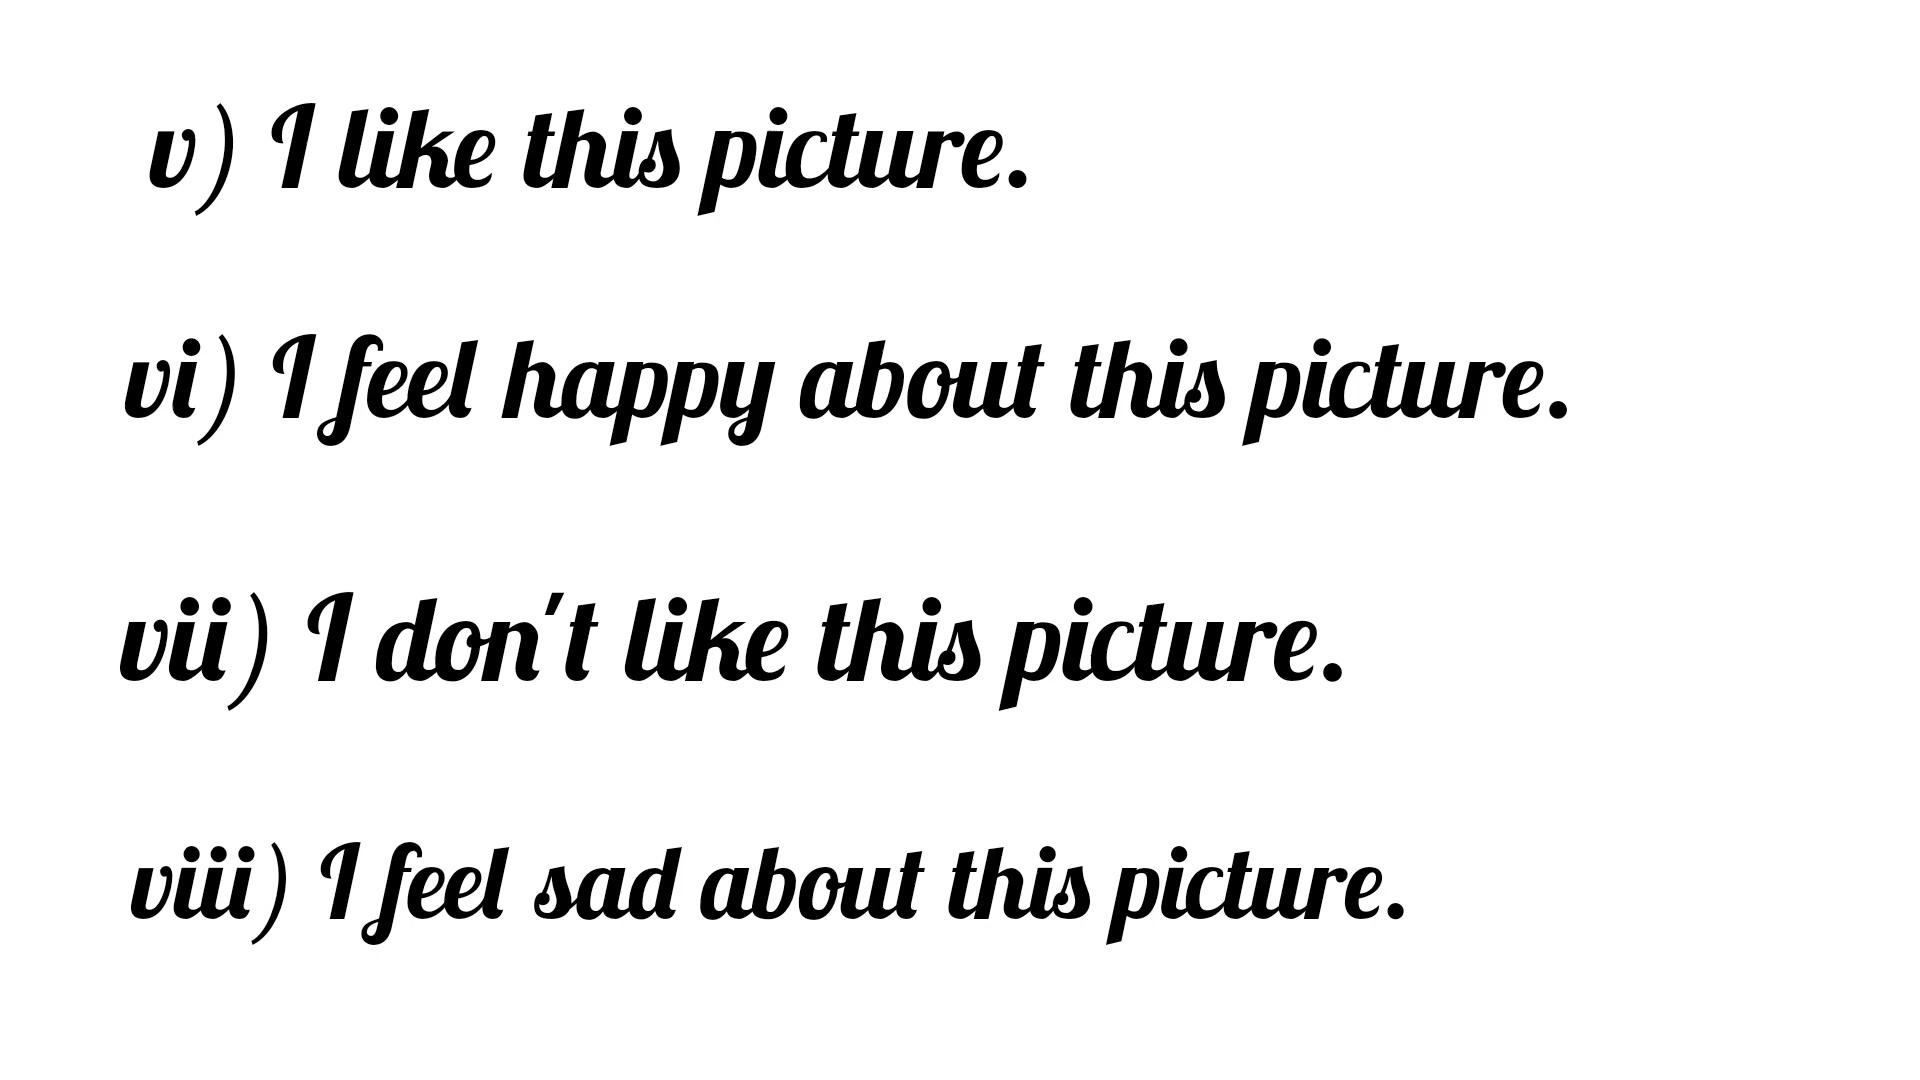 v) I like this picture.
vi) I feel happy about this picture.
vii) I don't like this picture.
viii) I feel sad about this picture.